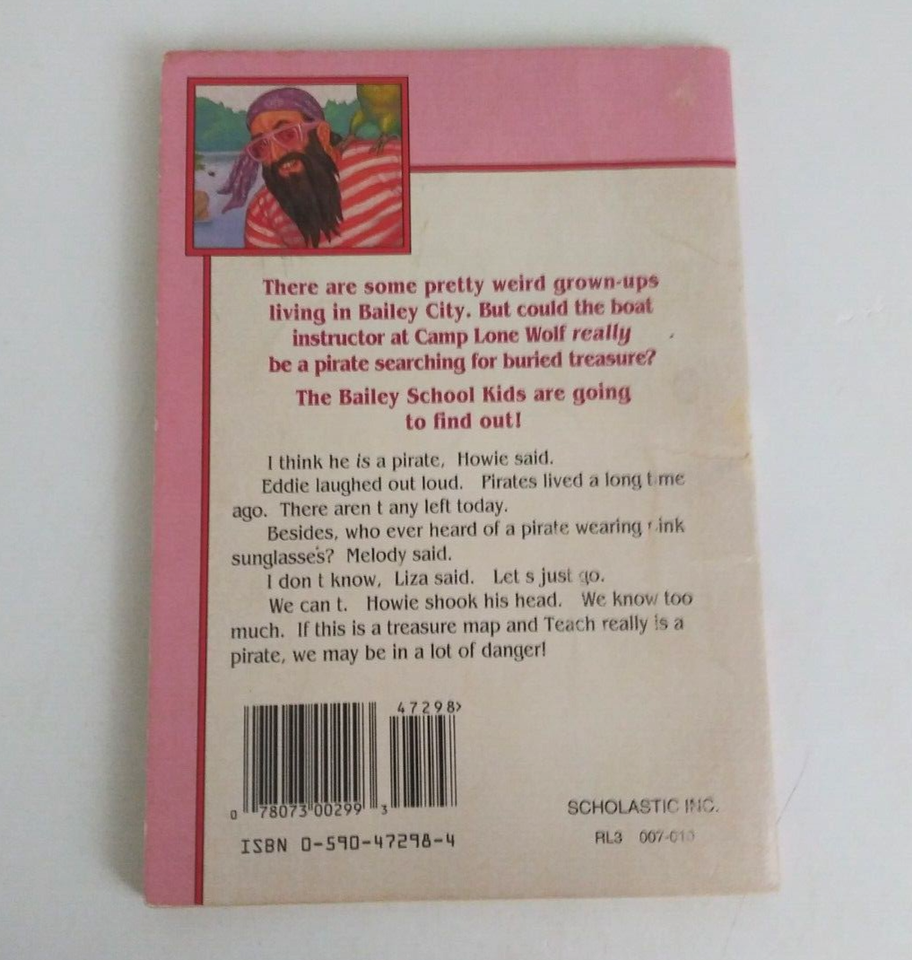 There are some pretty weird grown-ups
living in Bailey City. But could the boat
instructor at Camp Lone Wolf really
be a pirate searching for buried treasure?
The Bailey School Kids are going
to find out!
I think he is a pirate, Howie said.
Eddie laughed out loud. Pirates lived a long t me
ago. There aren t any left today.
Besides, who ever heard of a pirate wearing ink
sunglasses? Melody said.
I don t know, Liza said. Let s just go.
We can t. Howie shook his head. We know too
much. If this is a treasure map and Teach really is a
pirate, we may be in a lot of danger!
47298>
0 78073 00299 3
ISBN 0-590-47298-4
SCHOLASTIC INC.
RL3 007-010